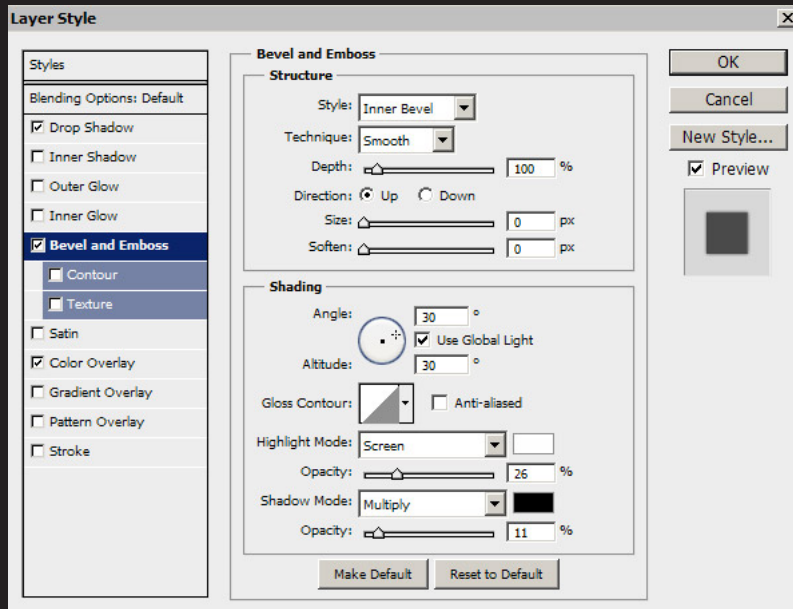 Layer Style
Styles
Blending Options: Default
Drop Shadow
Inner Shadow
Outer Glow
Inner Glow
Bevel and Emboss
Contour
Texture
Satin
Color Overlay
Gradient Overlay
Pattern Overlay
Stroke
Bevel and Emboss
Structure
Style: Inner Bevel
Technique: Smooth
Depth: 100 %
Direction: Up Down
Size: 0 px
Soften: 0 px
Shading
Angle: 30 °
Use Global Light
Altitude: 30 °
Gloss Contour: Anti-aliased
Highlight Mode: Screen
Opacity: 26 %
Shadow Mode: Multiply
Opacity: 11 %
Make Default Reset to Default
OK
Cancel
New Style...
Preview